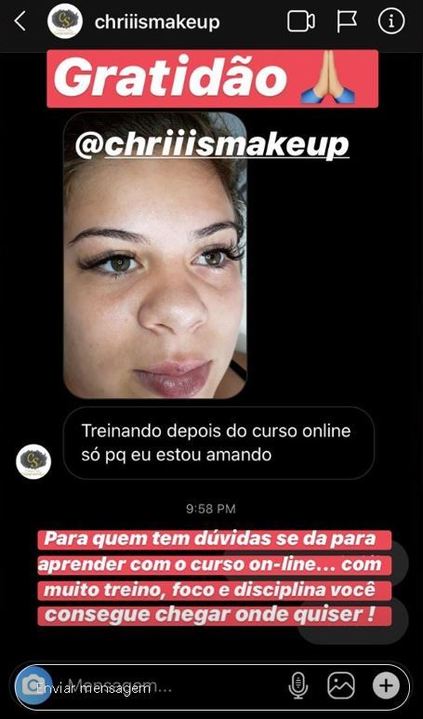 chriiismakeup
Gratidão 🙏🏼
@chriiismakeup
Treinando depois do curso online
só pq eu estou amando
9:58 PM
Para quem tem dúvidas se da para
aprender com o curso on-line... com
muito treino, foco e disciplina você
consegue chegar onde quiser !
Enviar mensagem
Mensagem...